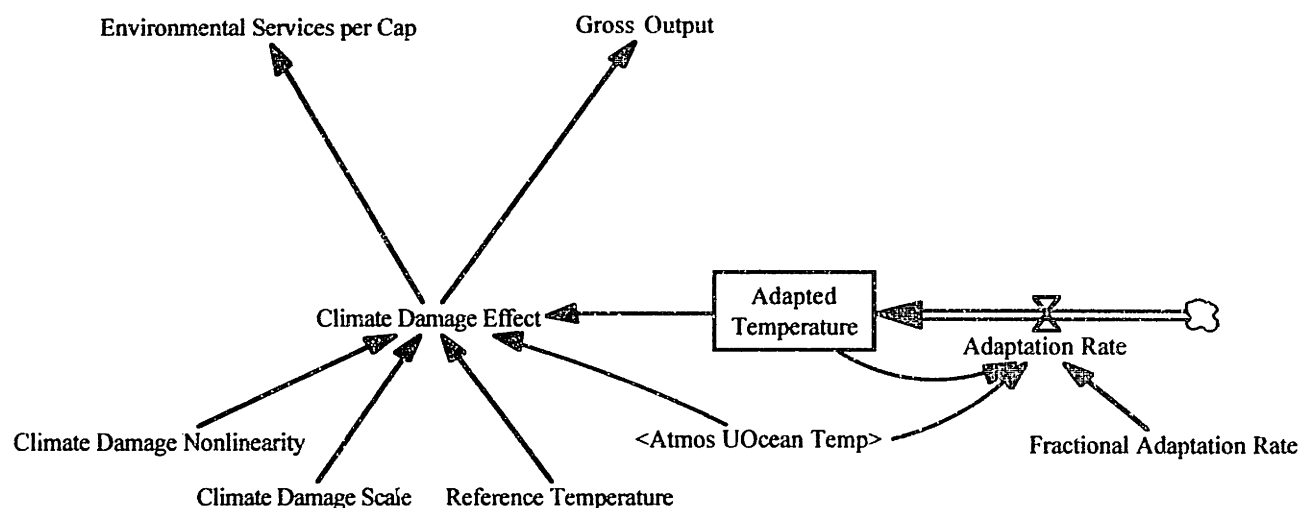 Environmental Services per Cap
Gross Output
Adapted
Temperature
Climate Damage Effect
Adaptation Rate
Climate Damage Nonlinearity
<Atmos UOcean Temp>
Fractional Adaptation Rate
Climate Damage Scale
Reference Temperature